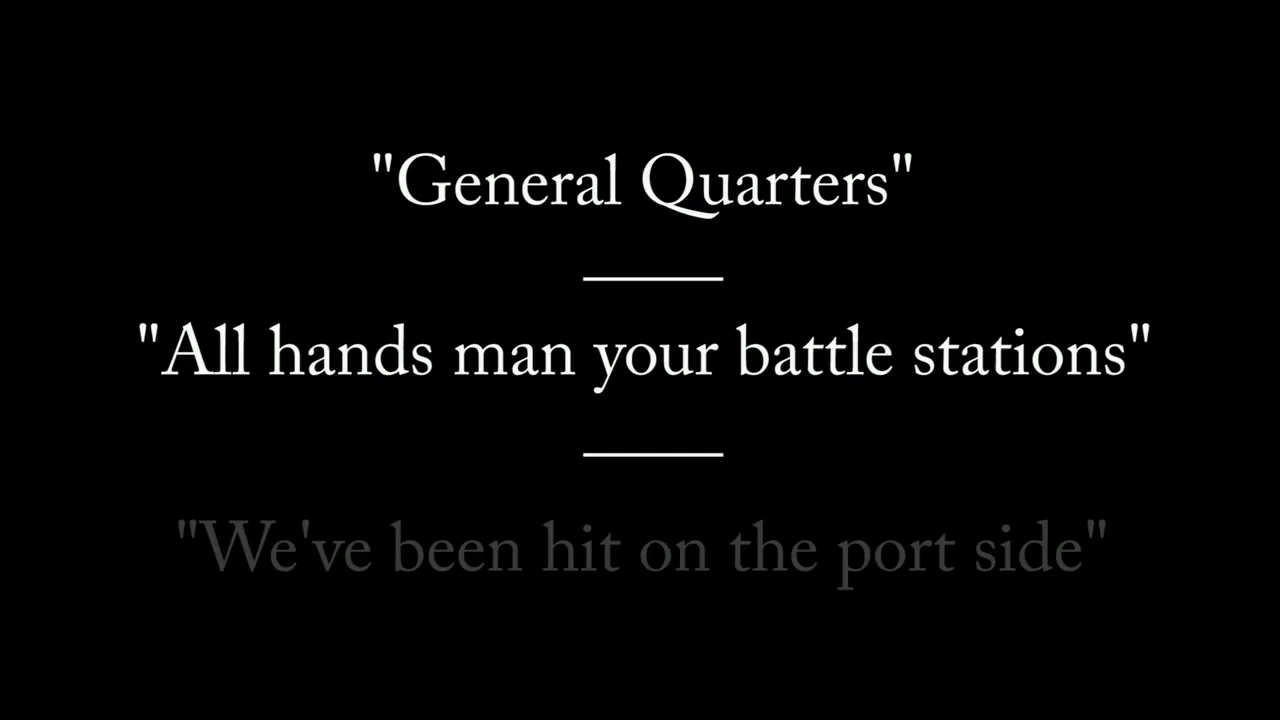 "General Quarters"
"All hands man your battle stations"
"We've been hit on the port side"